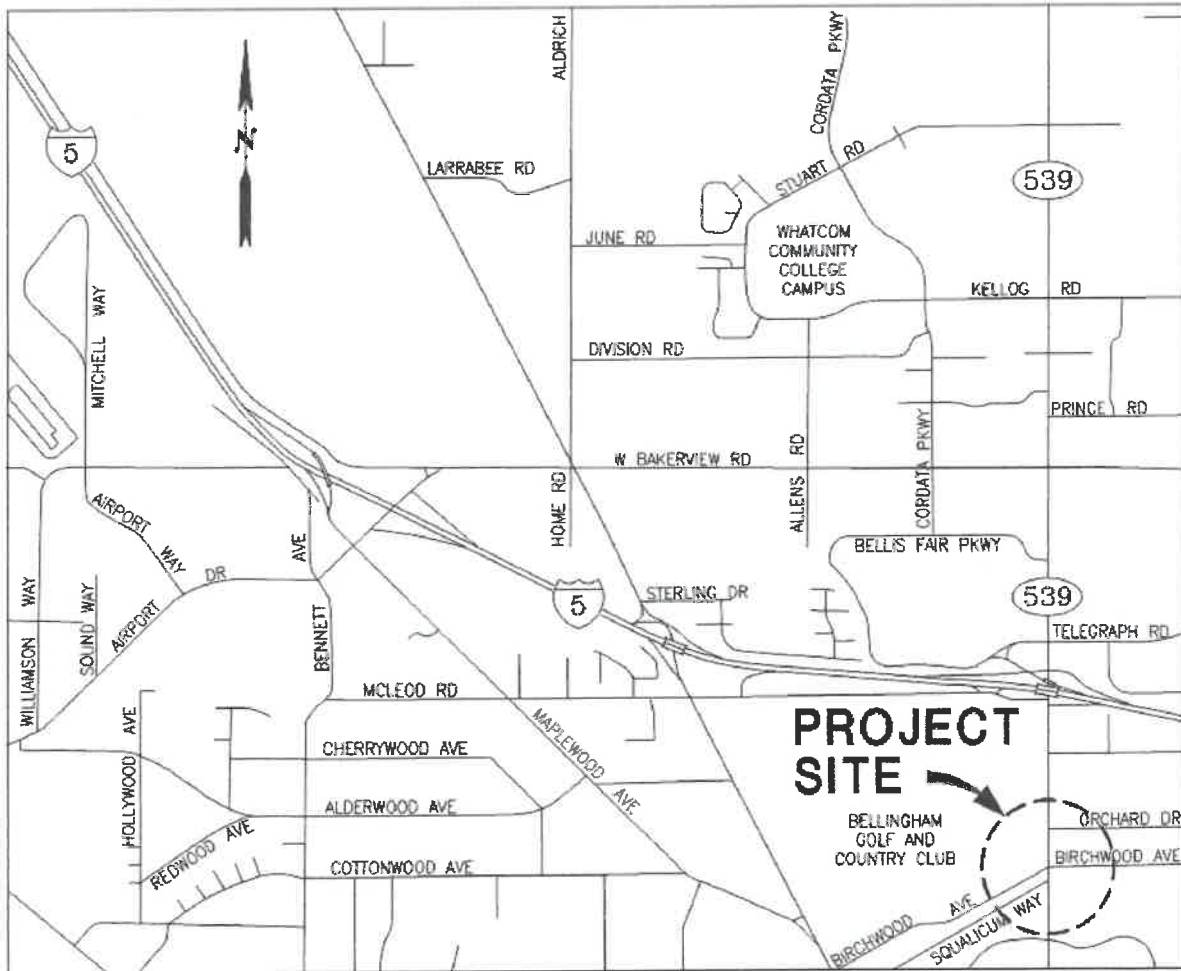 ALDRICH
CORDATA PKWY
5
N
LARRABEE RD
STUART RD
539
JUNE RD
WHATCOM
COMMUNITY
COLLEGE
CAMPUS
KELLOG RD
MITCHELL WAY
DIVISION RD
PRINCE RD
W BAKERVIEW RD
ALLENS RD
CORDATA PKWY
HOME RD
AIRPORT WAY
AVE
BELLIS FAIR PKWY
DR
5
STERLING DR
539
WILLIAMSON WAY
SOUND WAY
AIRPORT
BENNETT
TELEGRAPH RD
MCLEOD RD
MAPLEWOOD AVE.
PROJECT
SITE
HOLLYWOOD AVE
CHERRYWOOD AVE
ALDERWOOD AVE
BELLINGHAM
GOLF AND
COUNTRY CLUB
ORCHARD DR
REDWOOD AVE
COTTONWOOD AVE
BIRCHWOOD AVE
BIRCHWOOD AVE
SQUALICUM WAY